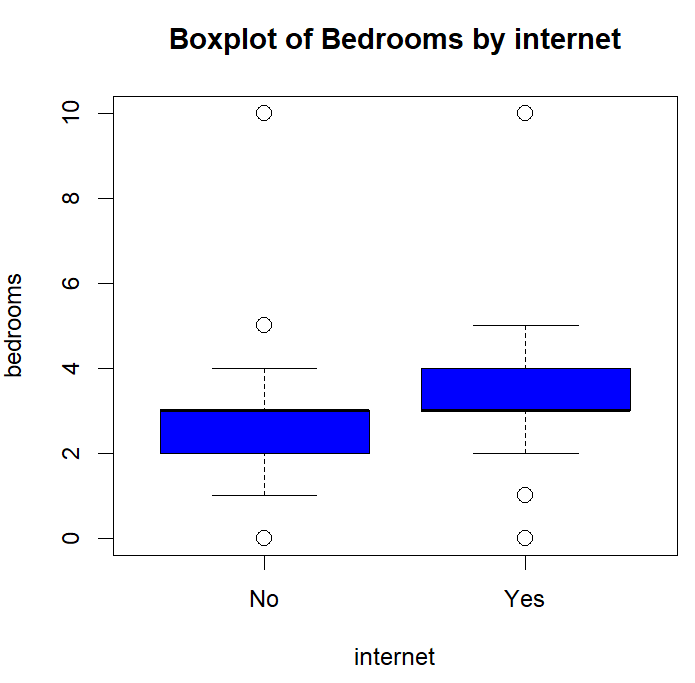 Boxplot of Bedrooms by internet
bedrooms
10
8
6
4
2
0
No
Yes
internet